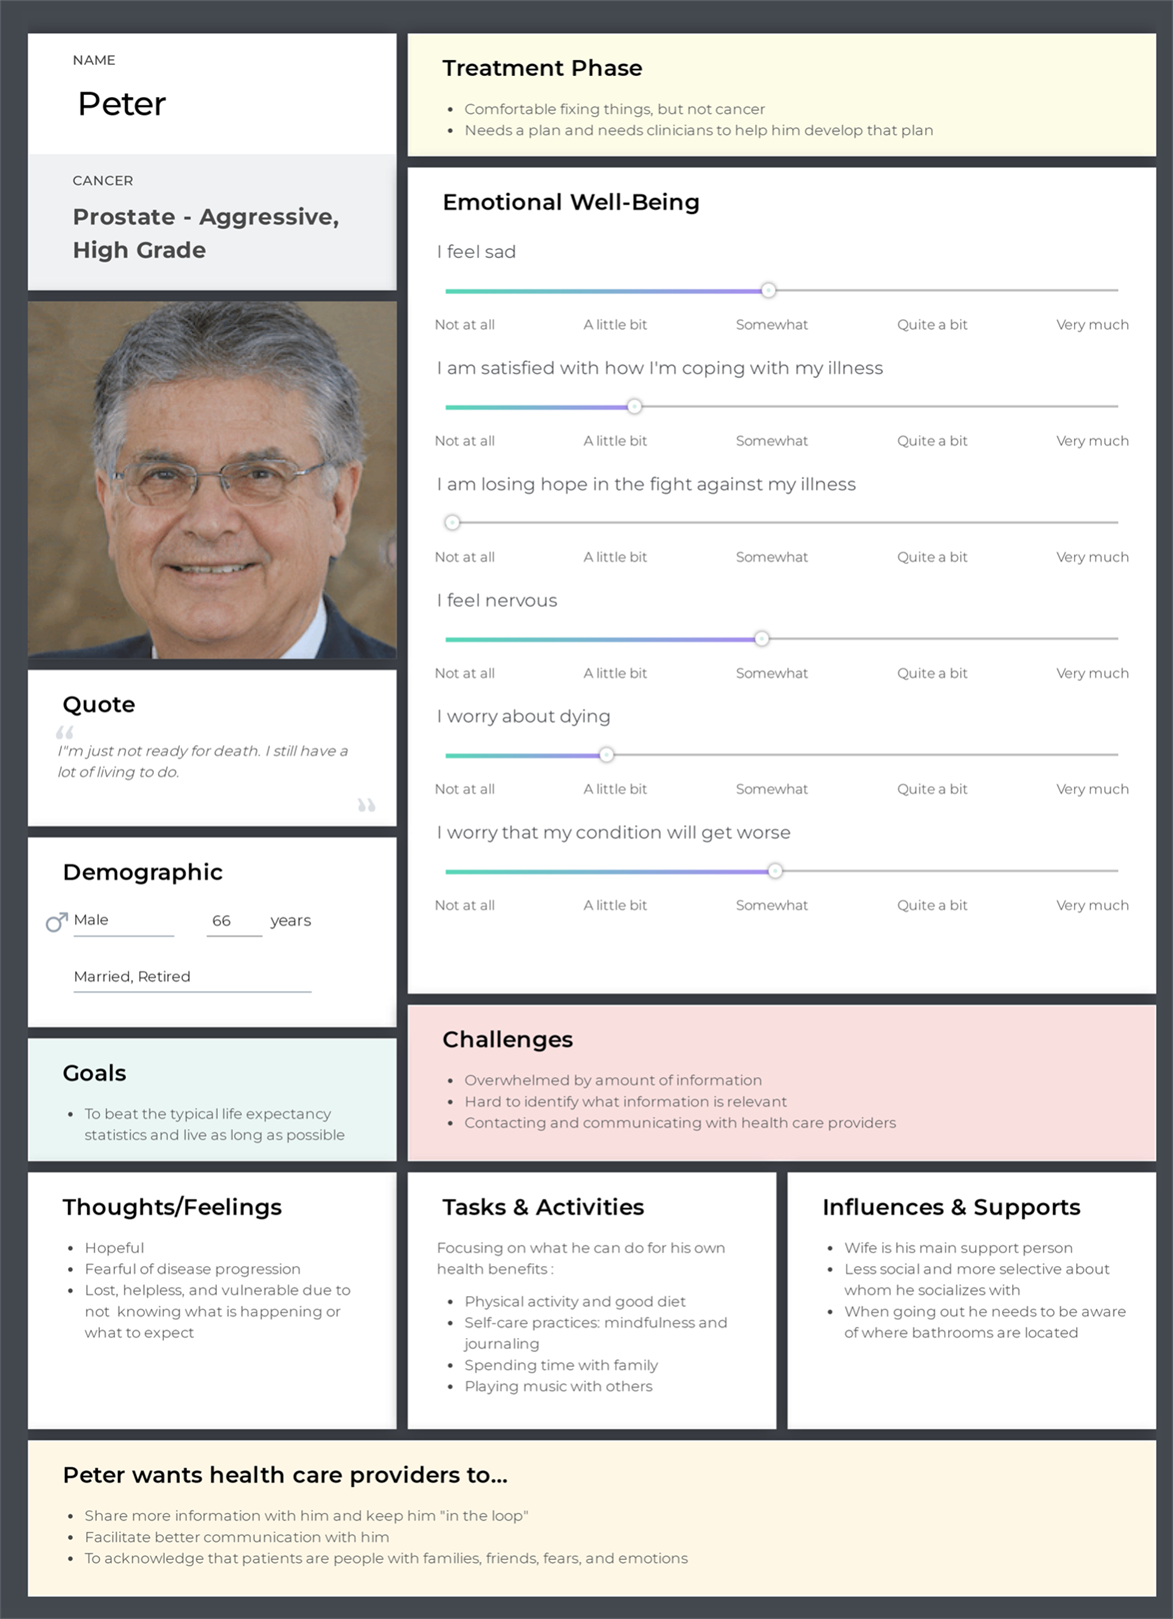 NAME
Peter
CANCER
Prostate - Aggressive,
High Grade
Quote
“
I"m just not ready for death. I still have a
lot of living to do.
”
Demographic
Male 66 years
Married, Retired
Goals
• To beat the typical life expectancy
statistics and live as long as possible
Treatment Phase
• Comfortable fixing things, but not cancer
• Needs a plan and needs clinicians to help him develop that plan
Emotional Well-Being
I feel sad
Not at all A little bit Somewhat Quite a bit Very much
I am satisfied with how I'm coping with my illness
Not at all A little bit Somewhat Quite a bit Very much
I am losing hope in the fight against my illness
Not at all A little bit Somewhat Quite a bit Very much
I feel nervous
Not at all A little bit Somewhat Quite a bit Very much
I worry about dying
Not at all A little bit Somewhat Quite a bit Very much
I worry that my condition will get worse
Not at all A little bit Somewhat Quite a bit Very much
Challenges
• Overwhelmed by amount of information
• Hard to identify what information is relevant
• Contacting and communicating with health care providers
Thoughts/Feelings
• Hopeful
• Fearful of disease progression
• Lost, helpless, and vulnerable due to
not knowing what is happening or
what to expect
Tasks & Activities
Focusing on what he can do for his own
health benefits :
• Physical activity and good diet
• Self-care practices: mindfulness and
journaling
• Spending time with family
• Playing music with others
Influences & Supports
• Wife is his main support person
• Less social and more selective about
whom he socializes with
• When going out he needs to be aware
of where bathrooms are located
Peter wants health care providers to...
• Share more information with him and keep him "in the loop"
• Facilitate better communication with him
• To acknowledge that patients are people with families, friends, fears, and emotions